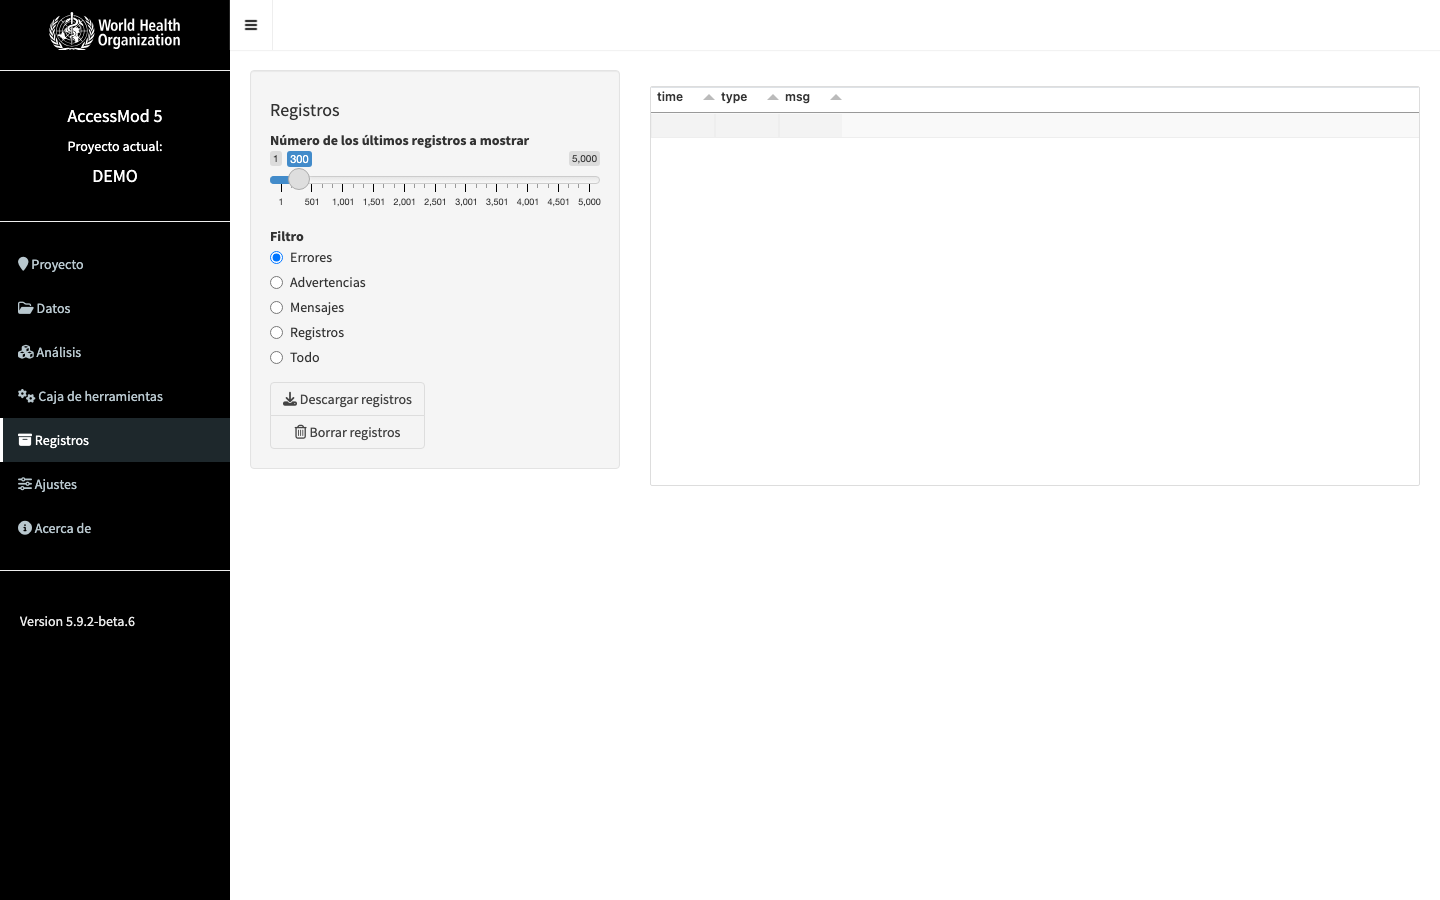 World Health
Organization
AccessMod 5
Proyecto actual:
DEMO
Proyecto
Datos
Análisis
Caja de herramientas
Registros
Ajustes
Acerca de
Version 5.9.2-beta.6
Registros
Número de los últimos registros a mostrar
1 300 5,000
1 501 1,001 1,501 2,001 2,501 3,001 3,501 4,001 4,501 5,000
Filtro
Errores
Advertencias
Mensajes
Registros
Todo
Descargar registros
Borrar registros
time type msg